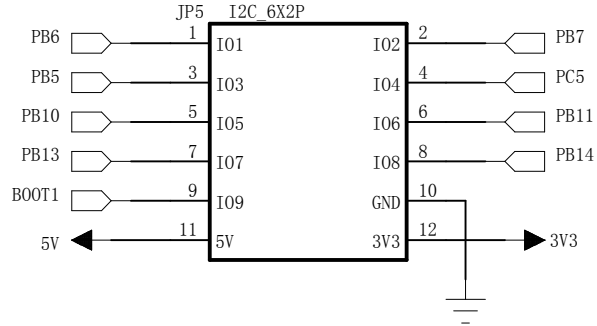 JP5 I2C_6X2P
PB6 1 IO1 IO2 2 PB7
PB5 3 IO3 IO4 4 PC5
PB10 5 IO5 IO6 6 PB11
PB13 7 IO7 IO8 8 PB14
BOOT1 9 IO9 GND 10
5V 11 5V 3V3 12 3V3